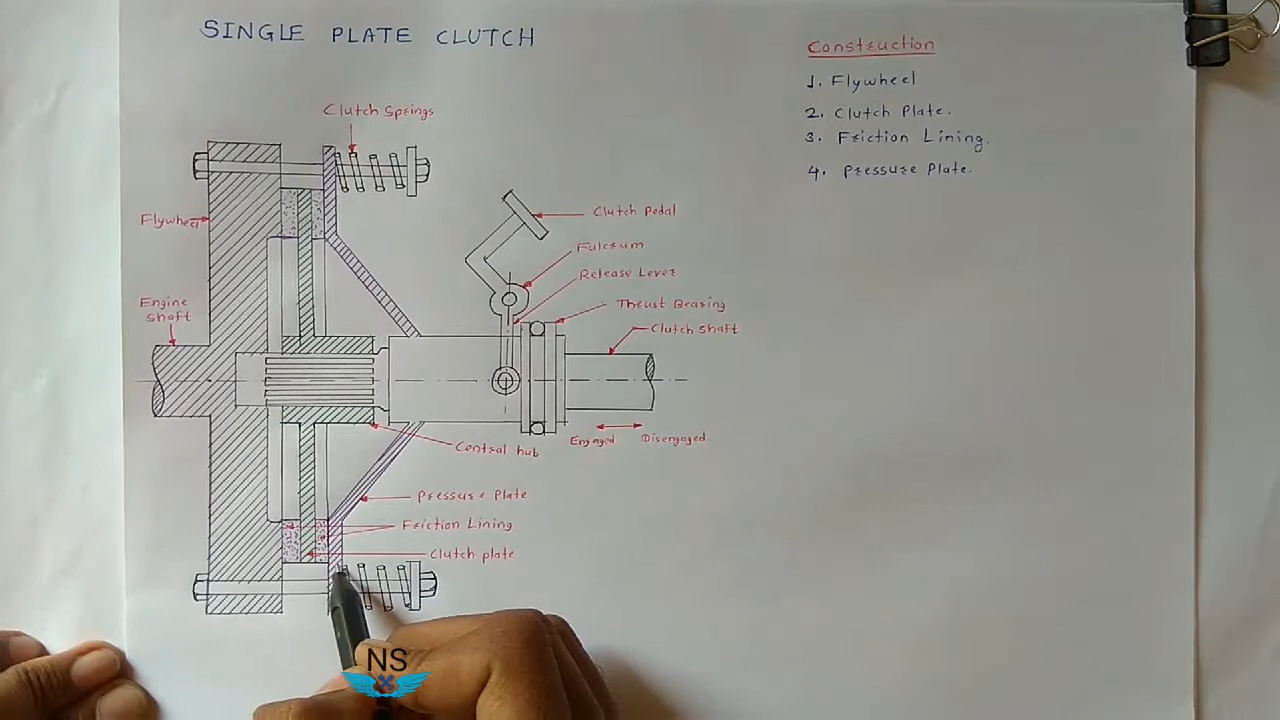 SINGLE PLATE CLUTCH
Construction
1. Flywheel
2. Clutch Plate.
3. Friction Lining.
4. Pressure Plate.
Clutch Springs
Clutch Pedal
Flywheel
Fulcrum
Release Lever
Engine
shaft
Thrust Bearing
Clutch shaft
Engaged
Disengaged
Central hub
Pressure Plate
Friction Lining
Clutch plate
NS